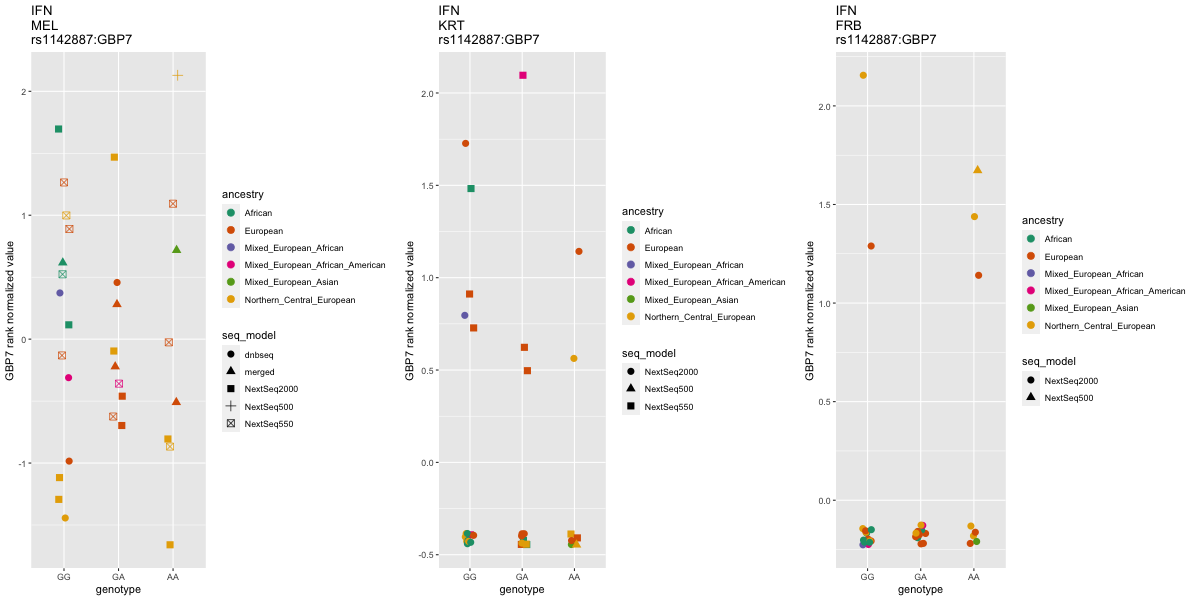 IFN
MEL
rs1142887:GBP7
GBP7 rank normalized value
2
1
0
-1
GG
GA
AA
genotype
ancestry
African
European
Mixed_European_African
Mixed_European_African_American
Mixed_European_Asian
Northern_Central_European
seq_model
dnbseq
merged
NextSeq2000
NextSeq500
NextSeq550
IFN
KRT
rs1142887:GBP7
GBP7 rank normalized value
2.0
1.5
1.0
0.5
0.0
-0.5
GG
GA
AA
genotype
ancestry
African
European
Mixed_European_African
Mixed_European_African_American
Mixed_European_Asian
Northern_Central_European
seq_model
NextSeq2000
NextSeq500
NextSeq550
IFN
FRB
rs1142887:GBP7
GBP7 rank normalized value
2.0
1.5
1.0
0.5
0.0
GG
GA
AA
genotype
ancestry
African
European
Mixed_European_African
Mixed_European_African_American
Mixed_European_Asian
Northern_Central_European
seq_model
NextSeq2000
NextSeq500